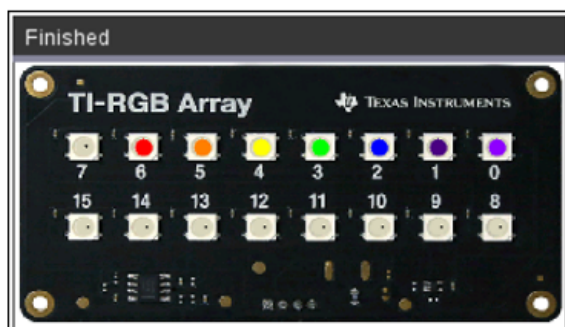 Finished
TI-RGB Array
TEXAS INSTRUMENTS
7 6 5 4 3 2 1 0
15 14 13 12 11 10 9 8